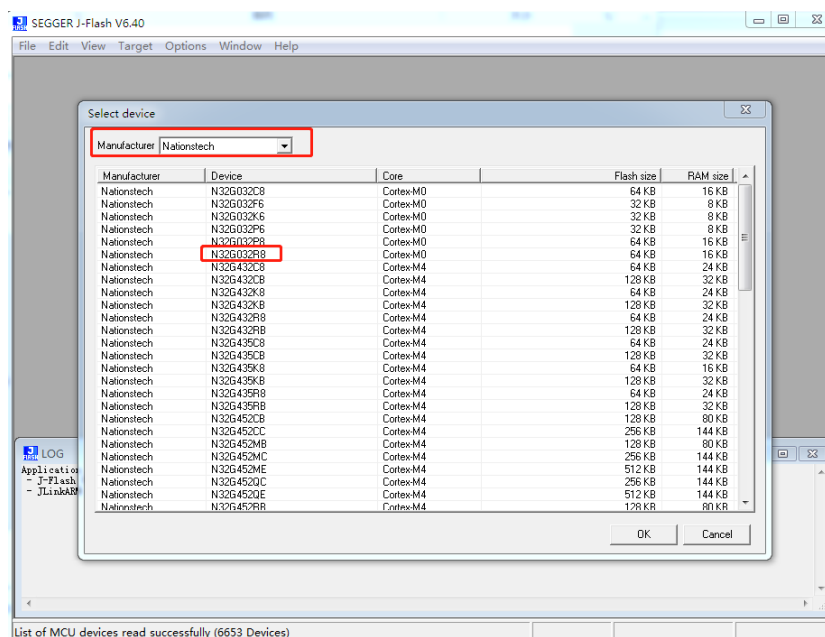 SEGGER J-Flash V6.40
File Edit View Target Options Window Help
Select device
Manufacturer Nationstech
Manufacturer Device Core Flash size RAM size
Nationstech N32G032C8 Cortex-M0 64 KB 16 KB
Nationstech N32G032F6 Cortex-M0 32 KB 8 KB
Nationstech N32G032K6 Cortex-M0 32 KB 8 KB
Nationstech N32G032P6 Cortex-M0 32 KB 8 KB
Nationstech N32G032P8 Cortex-M0 64 KB 16 KB
Nationstech N32G032R8 Cortex-M0 64 KB 16 KB
Nationstech N32G432C8 Cortex-M4 64 KB 24 KB
Nationstech N32G432CB Cortex-M4 128 KB 32 KB
Nationstech N32G432K8 Cortex-M4 64 KB 24 KB
Nationstech N32G432KB Cortex-M4 128 KB 32 KB
Nationstech N32G432R8 Cortex-M4 64 KB 24 KB
Nationstech N32G432RB Cortex-M4 128 KB 32 KB
Nationstech N32G435C8 Cortex-M4 64 KB 24 KB
Nationstech N32G435CB Cortex-M4 128 KB 32 KB
Nationstech N32G435K8 Cortex-M4 64 KB 16 KB
Nationstech N32G435KB Cortex-M4 128 KB 32 KB
Nationstech N32G435R8 Cortex-M4 64 KB 24 KB
Nationstech N32G435RB Cortex-M4 128 KB 32 KB
Nationstech N32G452CB Cortex-M4 128 KB 80 KB
Nationstech N32G452CC Cortex-M4 256 KB 144 KB
Nationstech N32G452MB Cortex-M4 128 KB 80 KB
Nationstech N32G452MC Cortex-M4 256 KB 144 KB
Nationstech N32G452ME Cortex-M4 512 KB 144 KB
Nationstech N32G452QC Cortex-M4 256 KB 144 KB
Nationstech N32G452QE Cortex-M4 512 KB 144 KB
Nationstech N32G452RB Cortex-M4 128 KB 80 KB
OK Cancel
LOG
Application
- J-Flash
- JLinkARM
List of MCU devices read successfully (6653 Devices)